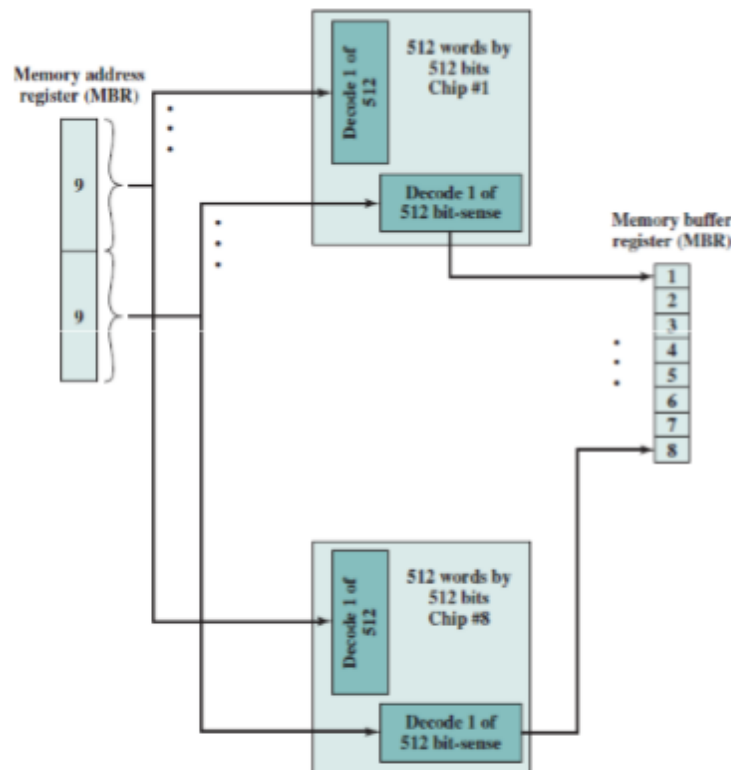 Memory address
register (MBR)
9
9
Decode 1 of
512
512 words by
512 bits
Chip #1
Decode 1 of
512 bit-sense
Memory buffer
register (MBR)
1
2
3
4
5
6
7
8
Decode 1 of
512
512 words by
512 bits
Chip #8
Decode 1 of
512 bit-sense